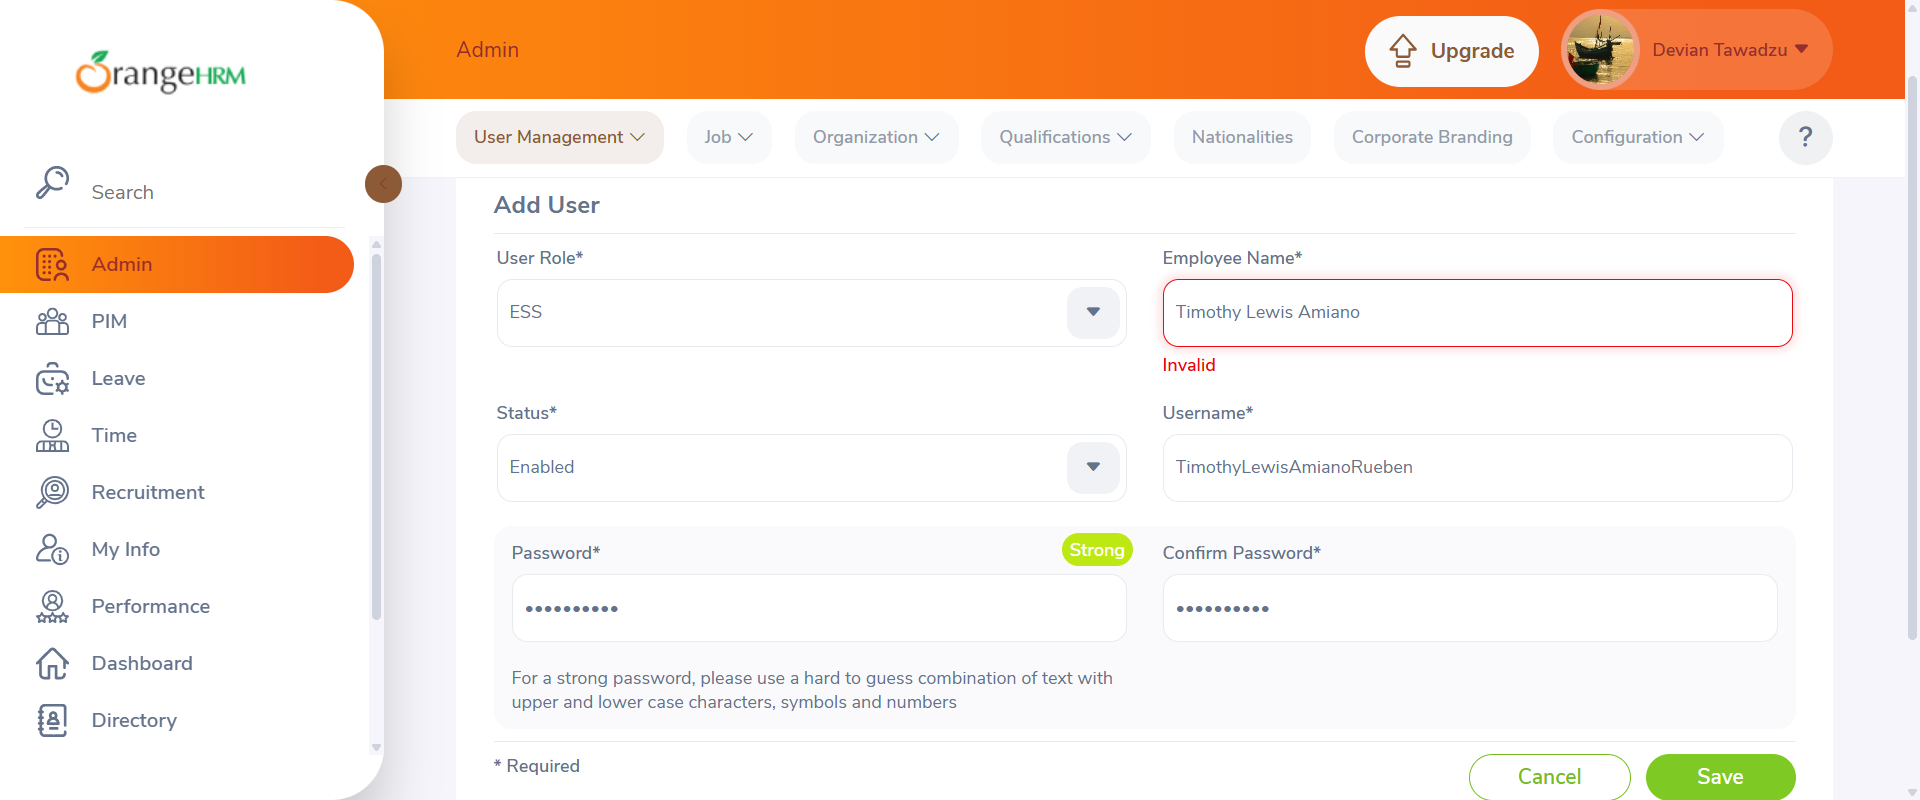 OrangeHRM
Search
Admin
PIM
Leave
Time
Recruitment
My Info
Performance
Dashboard
Directory
Admin
Upgrade
Devian Tawadzu
User Management
Job
Organization
Qualifications
Nationalities
Corporate Branding
Configuration
?
Add User
User Role*
ESS
Employee Name*
Timothy Lewis Amiano
Invalid
Status*
Enabled
Username*
TimothyLewisAmianoRueben
Password*
Strong
••••••••••
Confirm Password*
••••••••••
For a strong password, please use a hard to guess combination of text with
upper and lower case characters, symbols and numbers
* Required
Cancel
Save